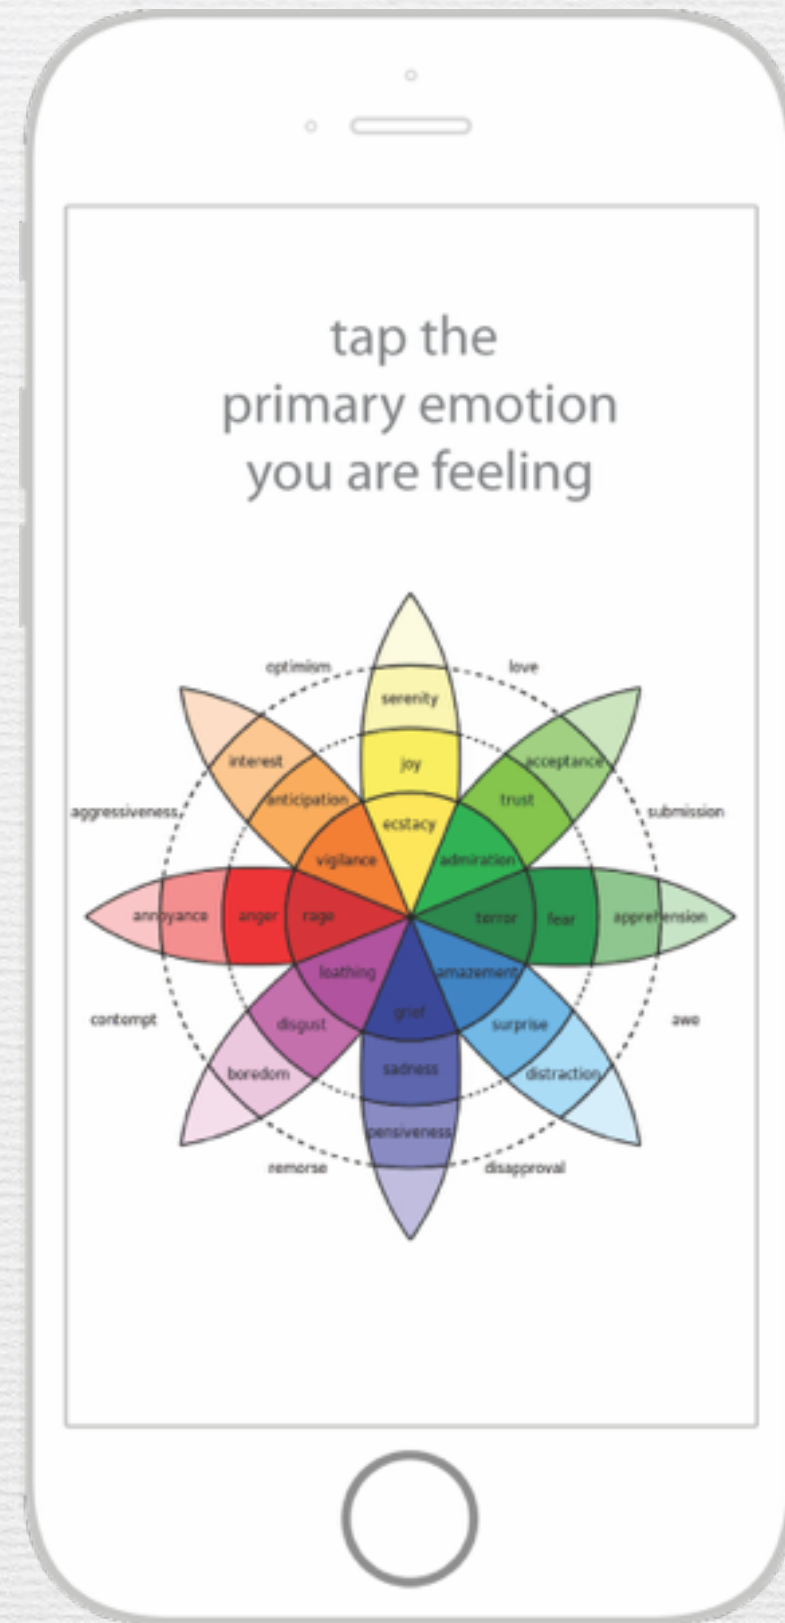 tap the
primary emotion
you are feeling
optimism
love
serenity
interest
joy
acceptance
anticipation
trust
aggressiveness
submission
ecstacy
vigilance
admiration
annoyance
anger
rage
terror
fear
apprehension
loathing
amazement
grief
contempt
disgust
surprise
awe
boredom
sadness
distraction
pensiveness
remorse
disapproval